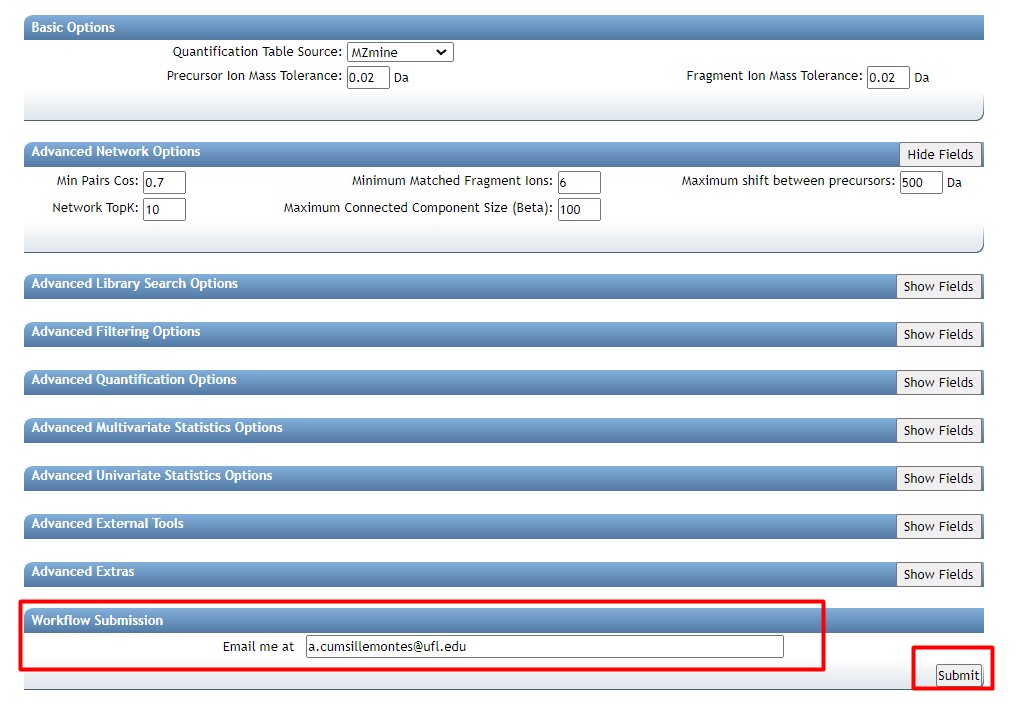 Basic Options
Quantification Table Source: MZmine
Precursor Ion Mass Tolerance: 0.02 Da Fragment Ion Mass Tolerance: 0.02 Da
Advanced Network Options Hide Fields
Min Pairs Cos: 0.7 Minimum Matched Fragment Ions: 6 Maximum shift between precursors: 500 Da
Network TopK: 10 Maximum Connected Component Size (Beta): 100
Advanced Library Search Options Show Fields
Advanced Filtering Options Show Fields
Advanced Quantification Options Show Fields
Advanced Multivariate Statistics Options Show Fields
Advanced Univariate Statistics Options Show Fields
Advanced External Tools Show Fields
Advanced Extras Show Fields
Workflow Submission
Email me at a.cumsillemontes@ufl.edu
Submit